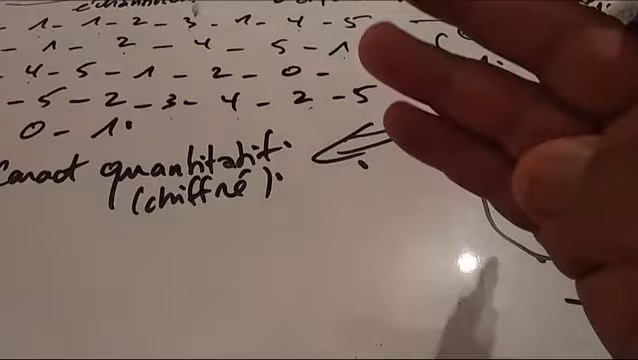 - 1 - 1 - 2 - 3 - 1 - 4 - 5
- 1 - 2 - 4 - 5 - 1
- 4 - 5 - 1 - 2 - 0 -
- 5 - 2 - 3 - 4 - 2 - 5
0 - 1.
Caract quantitatif.
(chiffré).